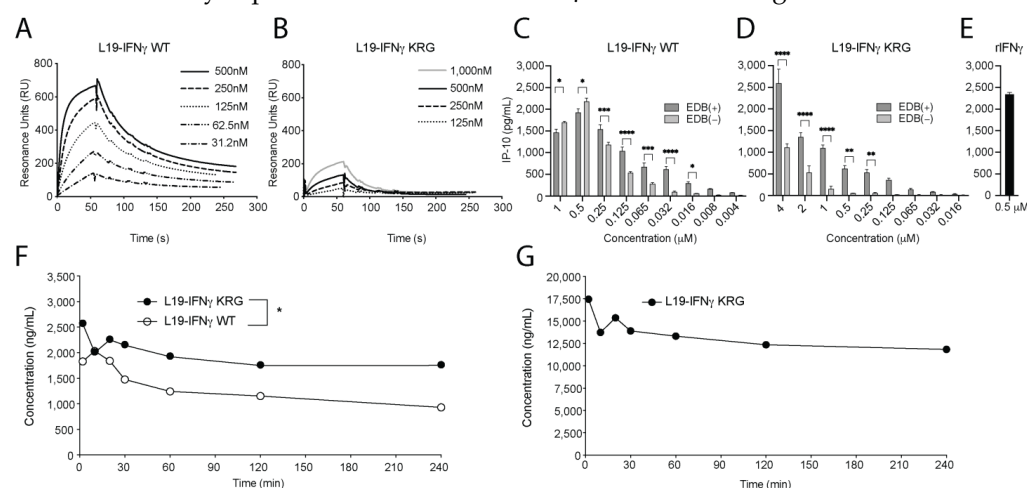 A
L19-IFNγ WT
Resonance Units (RU)
800
600
400
200
0
0 50 100 150 200 250 300
Time (s)
500nM
250nM
125nM
62.5nM
31.2nM
B
L19-IFNγ KRG
Resonance Units (RU)
800
600
400
200
0
0 50 100 150 200 250 300
Time (s)
1,000nM
500nM
250nM
125nM
C
L19-IFNγ WT
IP-10 (pg/mL)
3,000
2,500
2,000
1,500
1,000
500
0
* * *** **** *** **** *
EDB(+)
EDB(−)
1 0.5 0.25 0.125 0.065 0.032 0.016 0.008 0.004
Concentration (μM)
D
L19-IFNγ KRG
3,000
2,500
2,000
1,500
1,000
500
0
**** **** **** ** **
EDB(+)
EDB(−)
4 2 1 0.5 0.25 0.125 0.065 0.032 0.016
Concentration (μM)
E
rIFNγ
3,000
2,500
2,000
1,500
1,000
500
0
0.5 μM
F
Concentration (ng/mL)
3,500
3,000
2,500
2,000
1,500
1,000
500
0
L19-IFNγ KRG
L19-IFNγ WT
*
0 30 60 90 120 150 180 210 240
Time (min)
G
Concentration (ng/mL)
20,000
17,500
15,000
12,500
10,000
7,500
5,000
2,500
0
L19-IFNγ KRG
0 30 60 90 120 150 180 210 240
Time (min)